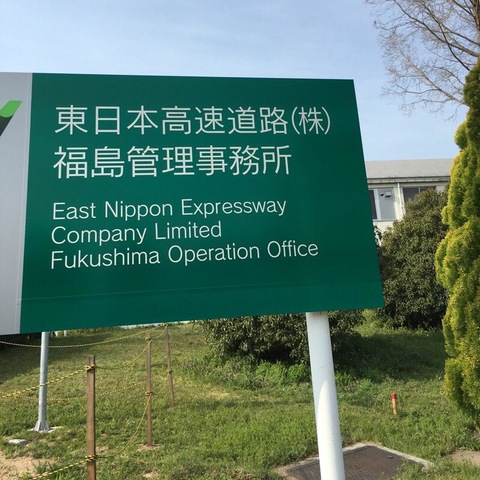 東日本高速道路(株)
福島管理事務所
East Nippon Expressway
Company Limited
Fukushima Operation Office